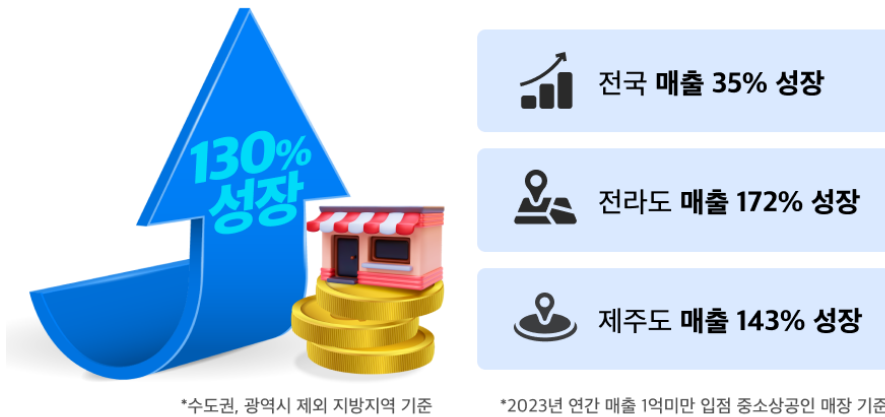 130%
성장
전국 매출 35% 성장
전라도 매출 172% 성장
제주도 매출 143% 성장
*수도권, 광역시 제외 지방지역 기준
*2023년 연간 매출 1억미만 입점 중소상공인 매장 기준